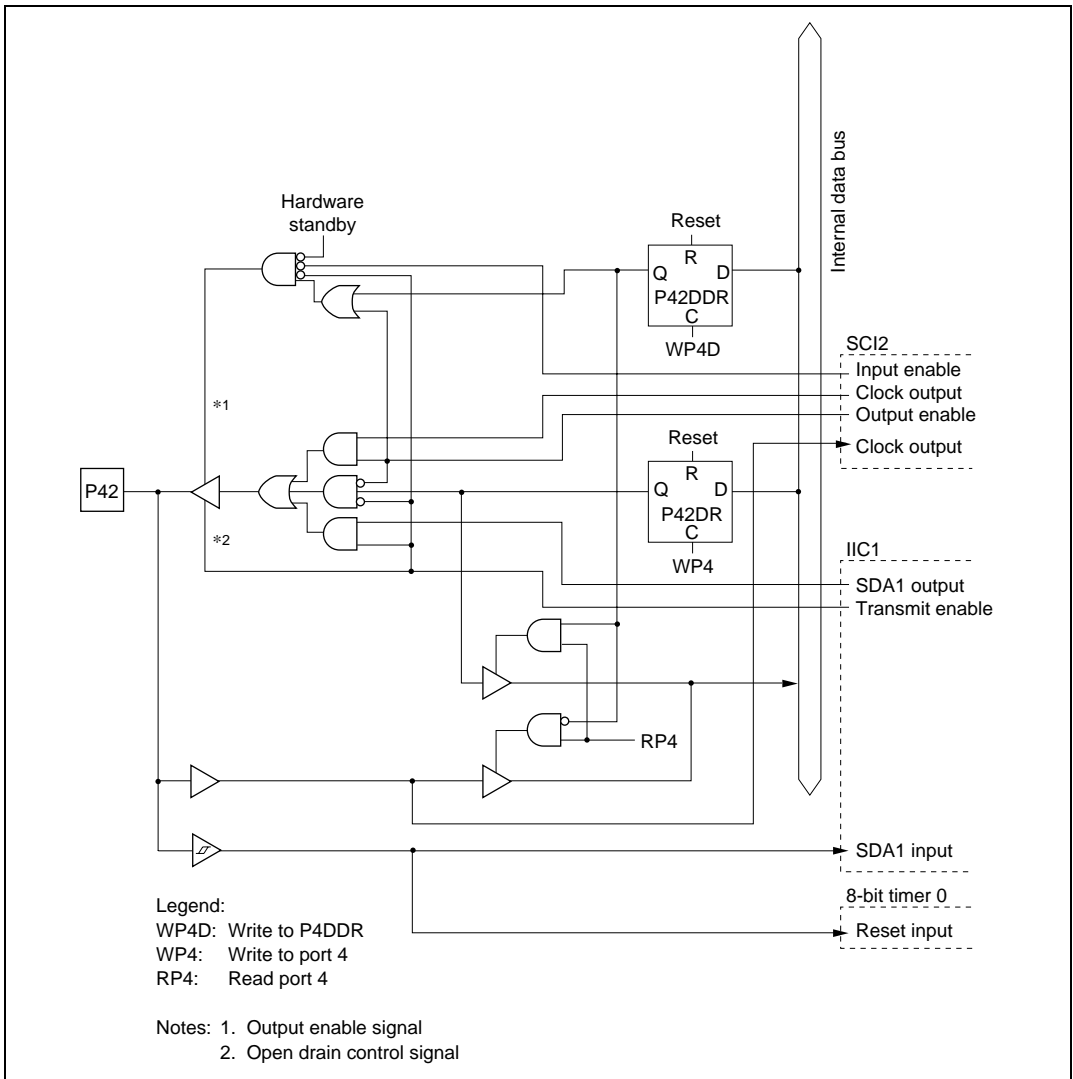 Hardware
standby
Reset
R
Q D
P42DDR
C
WP4D
Internal data bus
SCI2
Input enable
Clock output
Output enable
Clock output
*1
Reset
R
Q D
P42DR
C
WP4
P42
*2
IIC1
SDA1 output
Transmit enable
RP4
SDA1 input
8-bit timer 0
Reset input
Legend:
WP4D: Write to P4DDR
WP4: Write to port 4
RP4: Read port 4
Notes: 1. Output enable signal
2. Open drain control signal